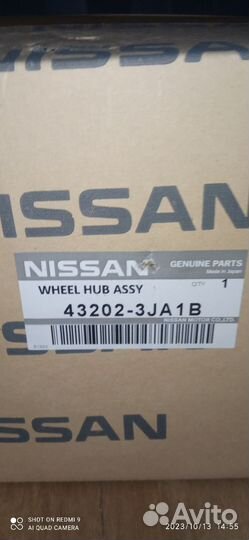 NISSAN
NISSAN
NISSAN
GENUINE PARTS
Made in Japan
WHEEL HUB ASSY
QTY 1
43202-3JA1B
NISSAN MOTOR CO.,LTD.
NISSAN
SHOT ON REDMI 9
AI QUAD CAMERA
Avito
2023/10/13 14:55